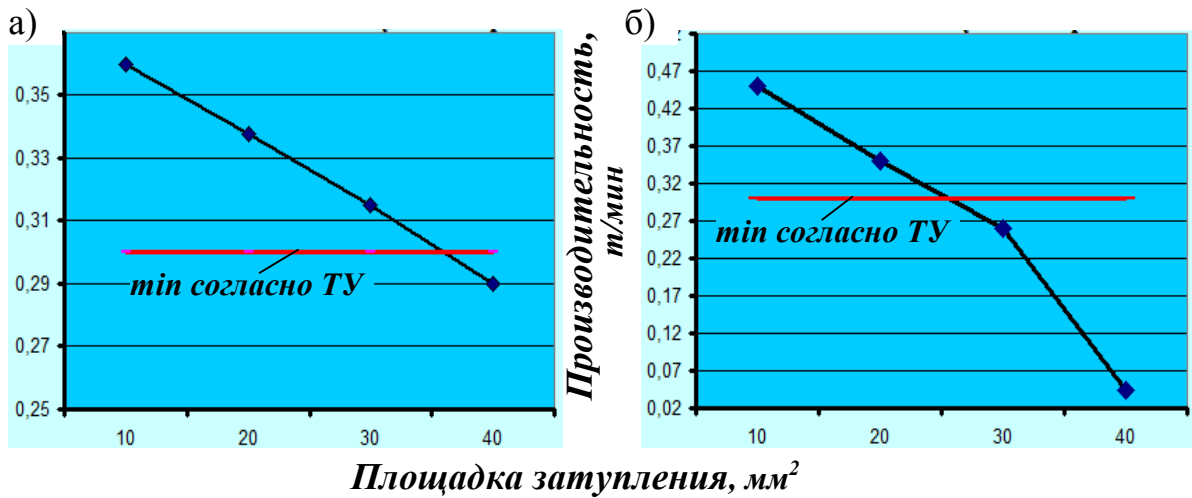 а)
б)
0,35
0,33
0,31
0,29
0,27
0,25
10 20 30 40
min согласно ТУ
Производительность,
т/мин
0,47
0,42
0,37
0,32
0,27
0,22
0,17
0,12
0,07
0,02
10 20 30 40
min согласно ТУ
Площадка затупления, мм²